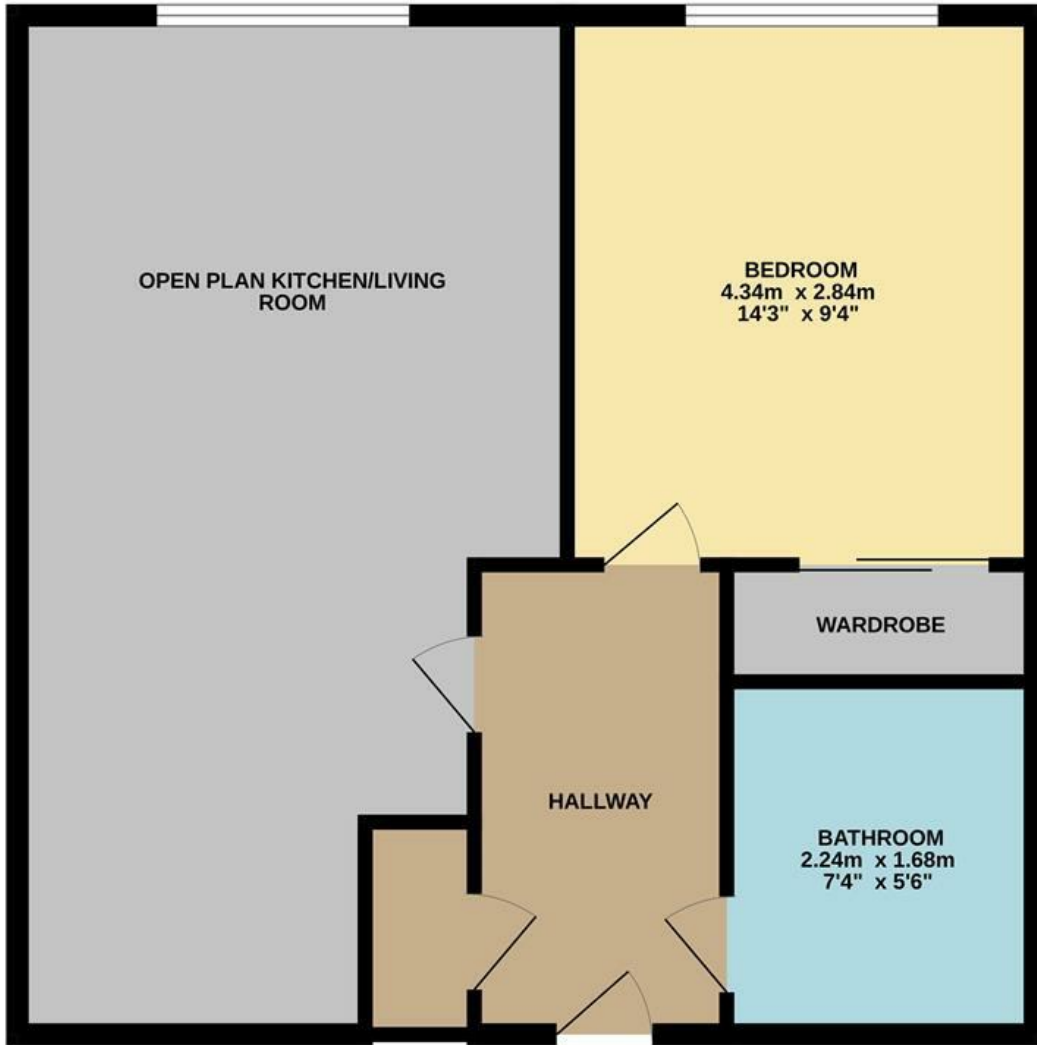 OPEN PLAN KITCHEN/LIVING
ROOM
BEDROOM
4.34m x 2.84m
14'3" x 9'4"
WARDROBE
HALLWAY
BATHROOM
2.24m x 1.68m
7'4" x 5'6"